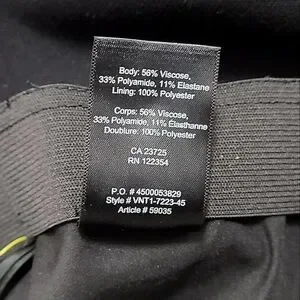 Body: 56% Viscose,
33% Polyamide, 11% Elastane
Lining: 100% Polyester
Corps: 56% Viscose,
33% Polyamide, 11% Élasthanne
Doublure: 100% Polyester
CA 23725
RN 122354
P.O. # 4500053829
Style # VNT1-7223-45
Article # 59035